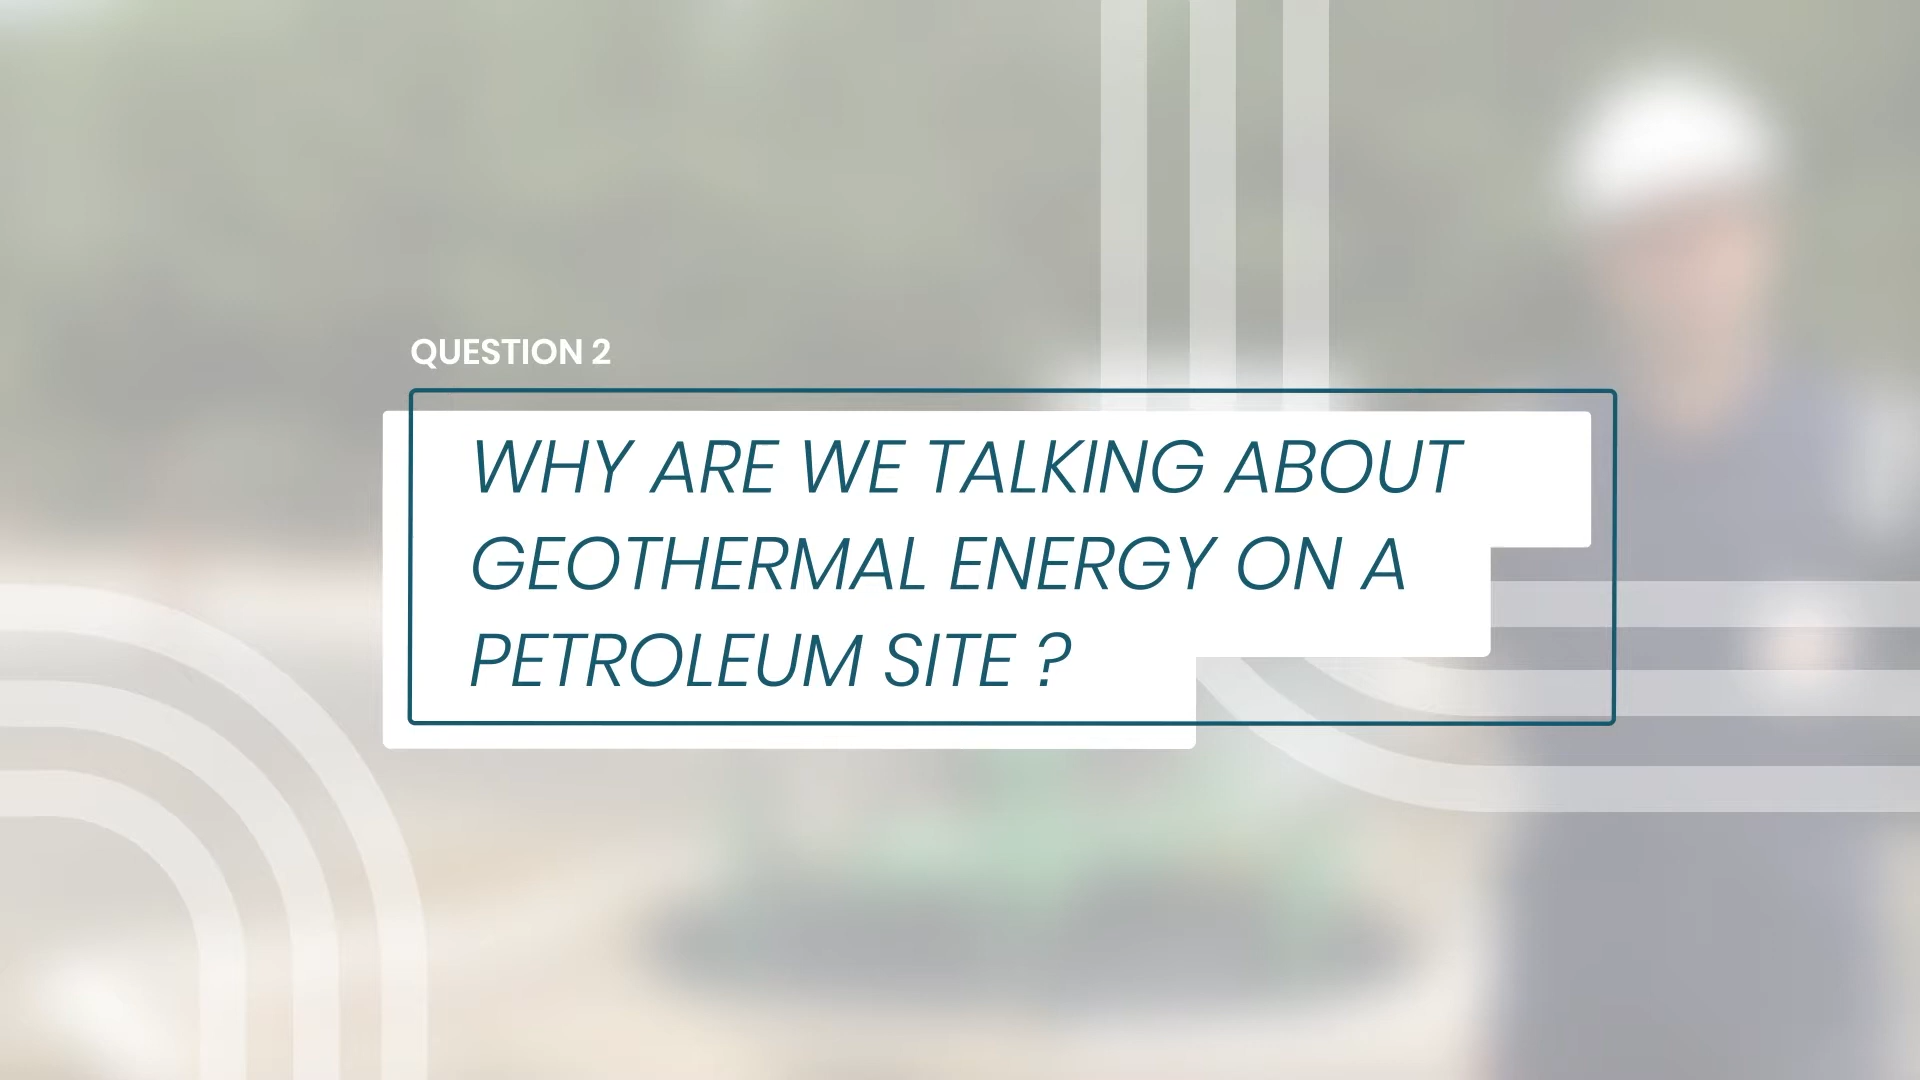 QUESTION 2
WHY ARE WE TALKING ABOUT
GEOTHERMAL ENERGY ON A
PETROLEUM SITE ?